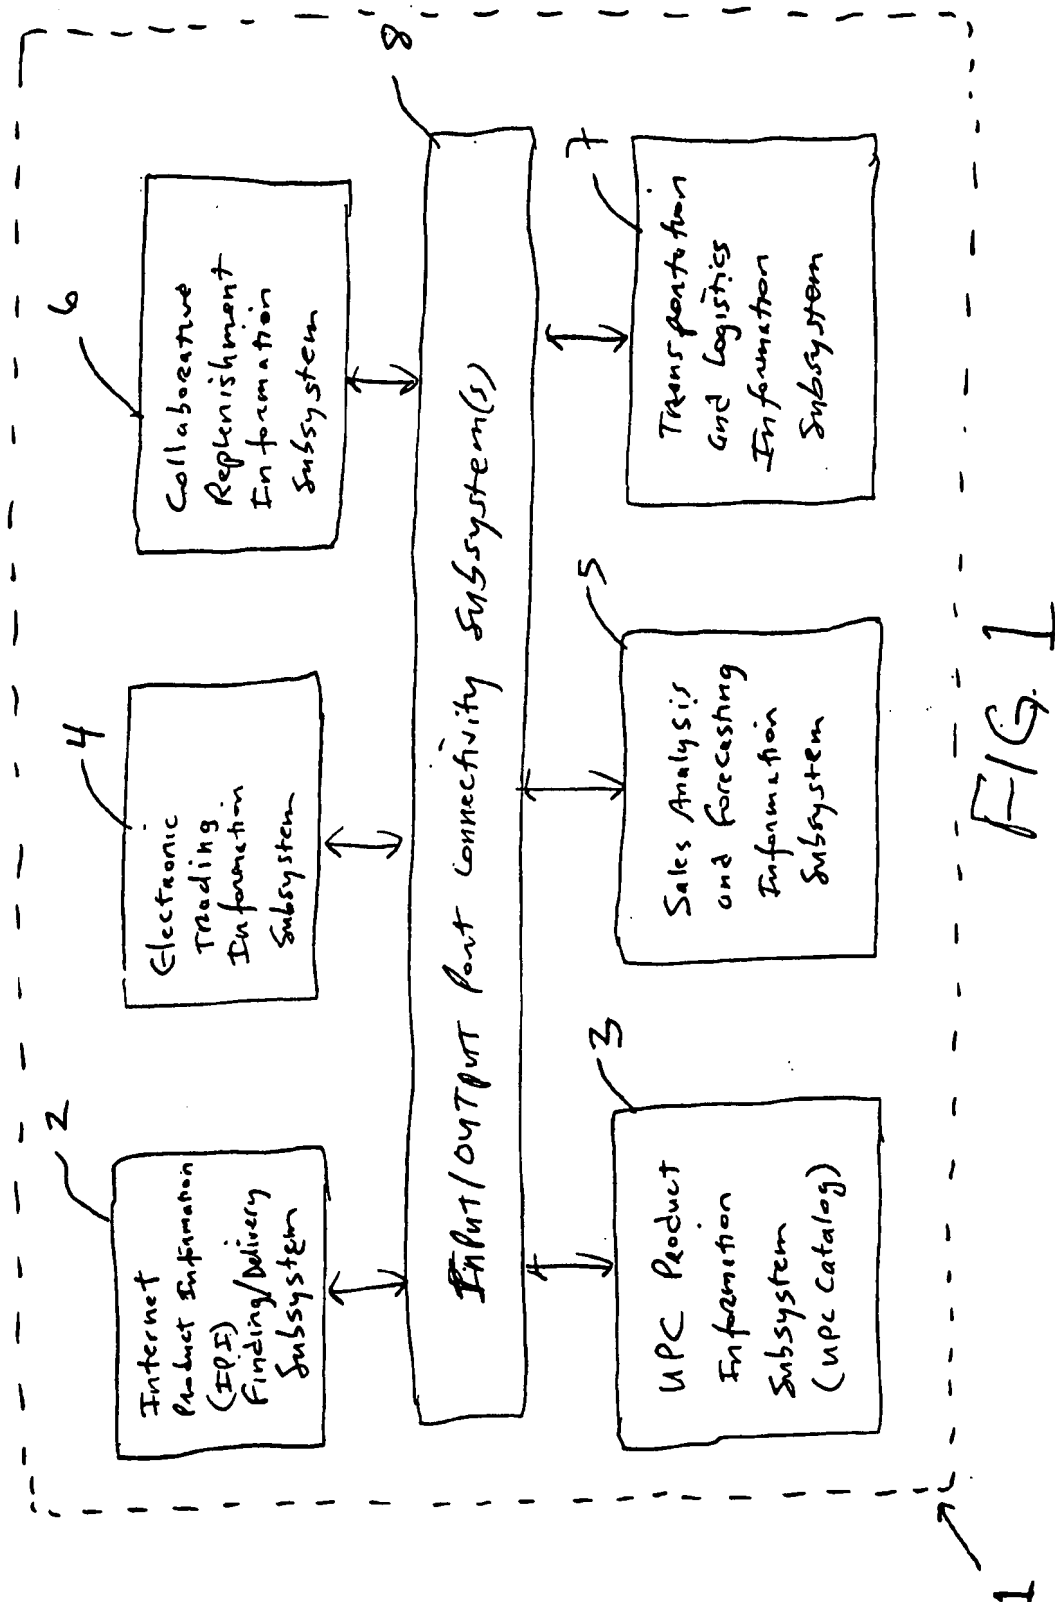 2
Internet
Product Information
(IPI)
Finding/Delivery
Subsystem
4
Electronic
Trading
Information
Subsystem
6
Collaborative
Replenishment
Information
Subsystem
8
Input/Output Port Connectivity Subsystem(s)
3
UPC Product
Information
Subsystem
(UPC Catalog)
5
Sales Analysis
and Forecasting
Information
Subsystem
7
Transportation
and Logistics
Information
Subsystem
1
FIG. 1